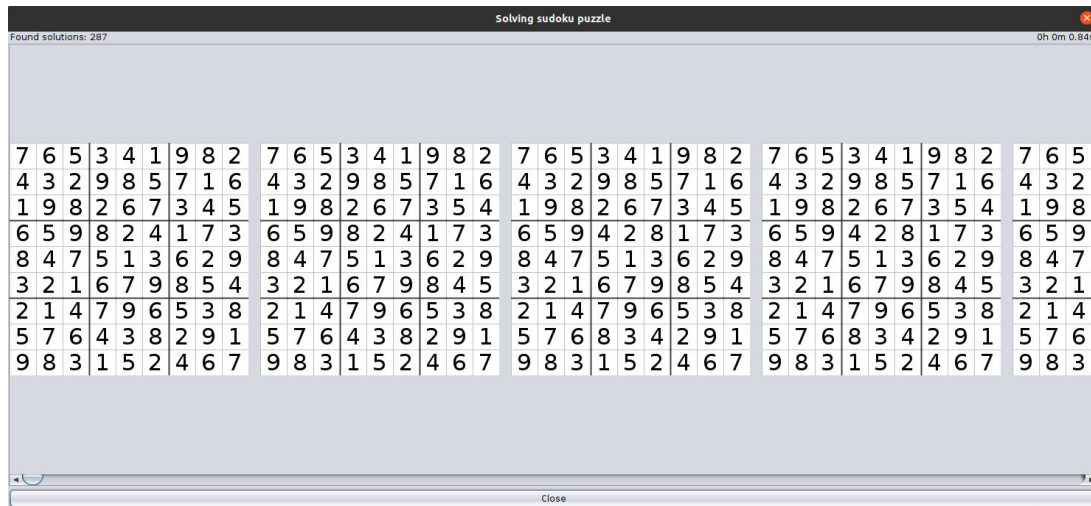 Solving sudoku puzzle
Found solutions: 287 0h 0m 0.84s
7 6 5 3 4 1 9 8 2 7 6 5 3 4 1 9 8 2 7 6 5 3 4 1 9 8 2 7 6 5 3 4 1 9 8 2 7 6 5
4 3 2 9 8 5 7 1 6 4 3 2 9 8 5 7 1 6 4 3 2 9 8 5 7 1 6 4 3 2 9 8 5 7 1 6 4 3 2
1 9 8 2 6 7 3 4 5 1 9 8 2 6 7 3 5 4 1 9 8 2 6 7 3 4 5 1 9 8 2 6 7 3 5 4 1 9 8
6 5 9 8 2 4 1 7 3 6 5 9 8 2 4 1 7 3 6 5 9 4 2 8 1 7 3 6 5 9 4 2 8 1 7 3 6 5 9
8 4 7 5 1 3 6 2 9 8 4 7 5 1 3 6 2 9 8 4 7 5 1 3 6 2 9 8 4 7 5 1 3 6 2 9 8 4 7
3 2 1 6 7 9 8 5 4 3 2 1 6 7 9 8 4 5 3 2 1 6 7 9 8 5 4 3 2 1 6 7 9 8 4 5 3 2 1
2 1 4 7 9 6 5 3 8 2 1 4 7 9 6 5 3 8 2 1 4 7 9 6 5 3 8 2 1 4 7 9 6 5 3 8 2 1 4
5 7 6 4 3 8 2 9 1 5 7 6 4 3 8 2 9 1 5 7 6 8 3 4 2 9 1 5 7 6 8 3 4 2 9 1 5 7 6
9 8 3 1 5 2 4 6 7 9 8 3 1 5 2 4 6 7 9 8 3 1 5 2 4 6 7 9 8 3 1 5 2 4 6 7 9 8 3
Close